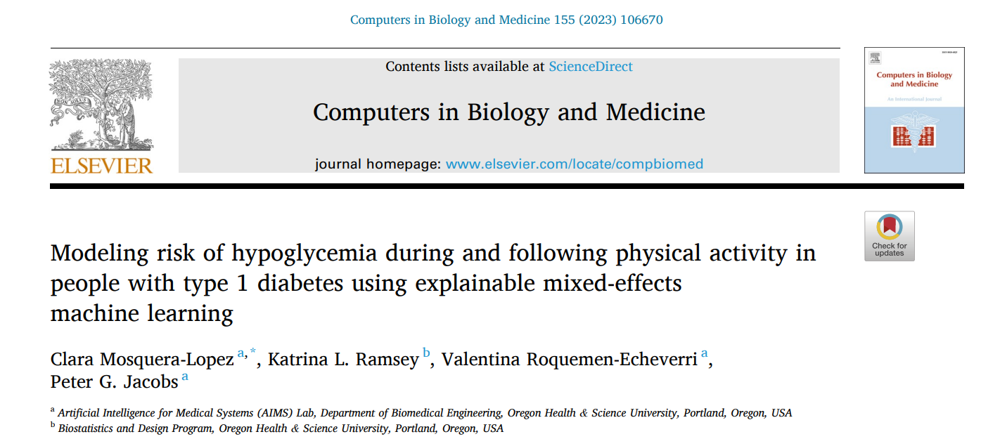 Computers in Biology and Medicine 155 (2023) 106670
Contents lists available at ScienceDirect
Computers in Biology and Medicine
journal homepage: www.elsevier.com/locate/compbiomed
NON SOLUS
ELSEVIER
Computers in Biology
and Medicine
An International Journal
Check for
updates
Modeling risk of hypoglycemia during and following physical activity in
people with type 1 diabetes using explainable mixed-effects
machine learning
Clara Mosquera-Lopez a,*, Katrina L. Ramsey b, Valentina Roquemen-Echeverri a,
Peter G. Jacobs a
a Artificial Intelligence for Medical Systems (AIMS) Lab, Department of Biomedical Engineering, Oregon Health & Science University, Portland, Oregon, USA
b Biostatistics and Design Program, Oregon Health & Science University, Portland, Oregon, USA